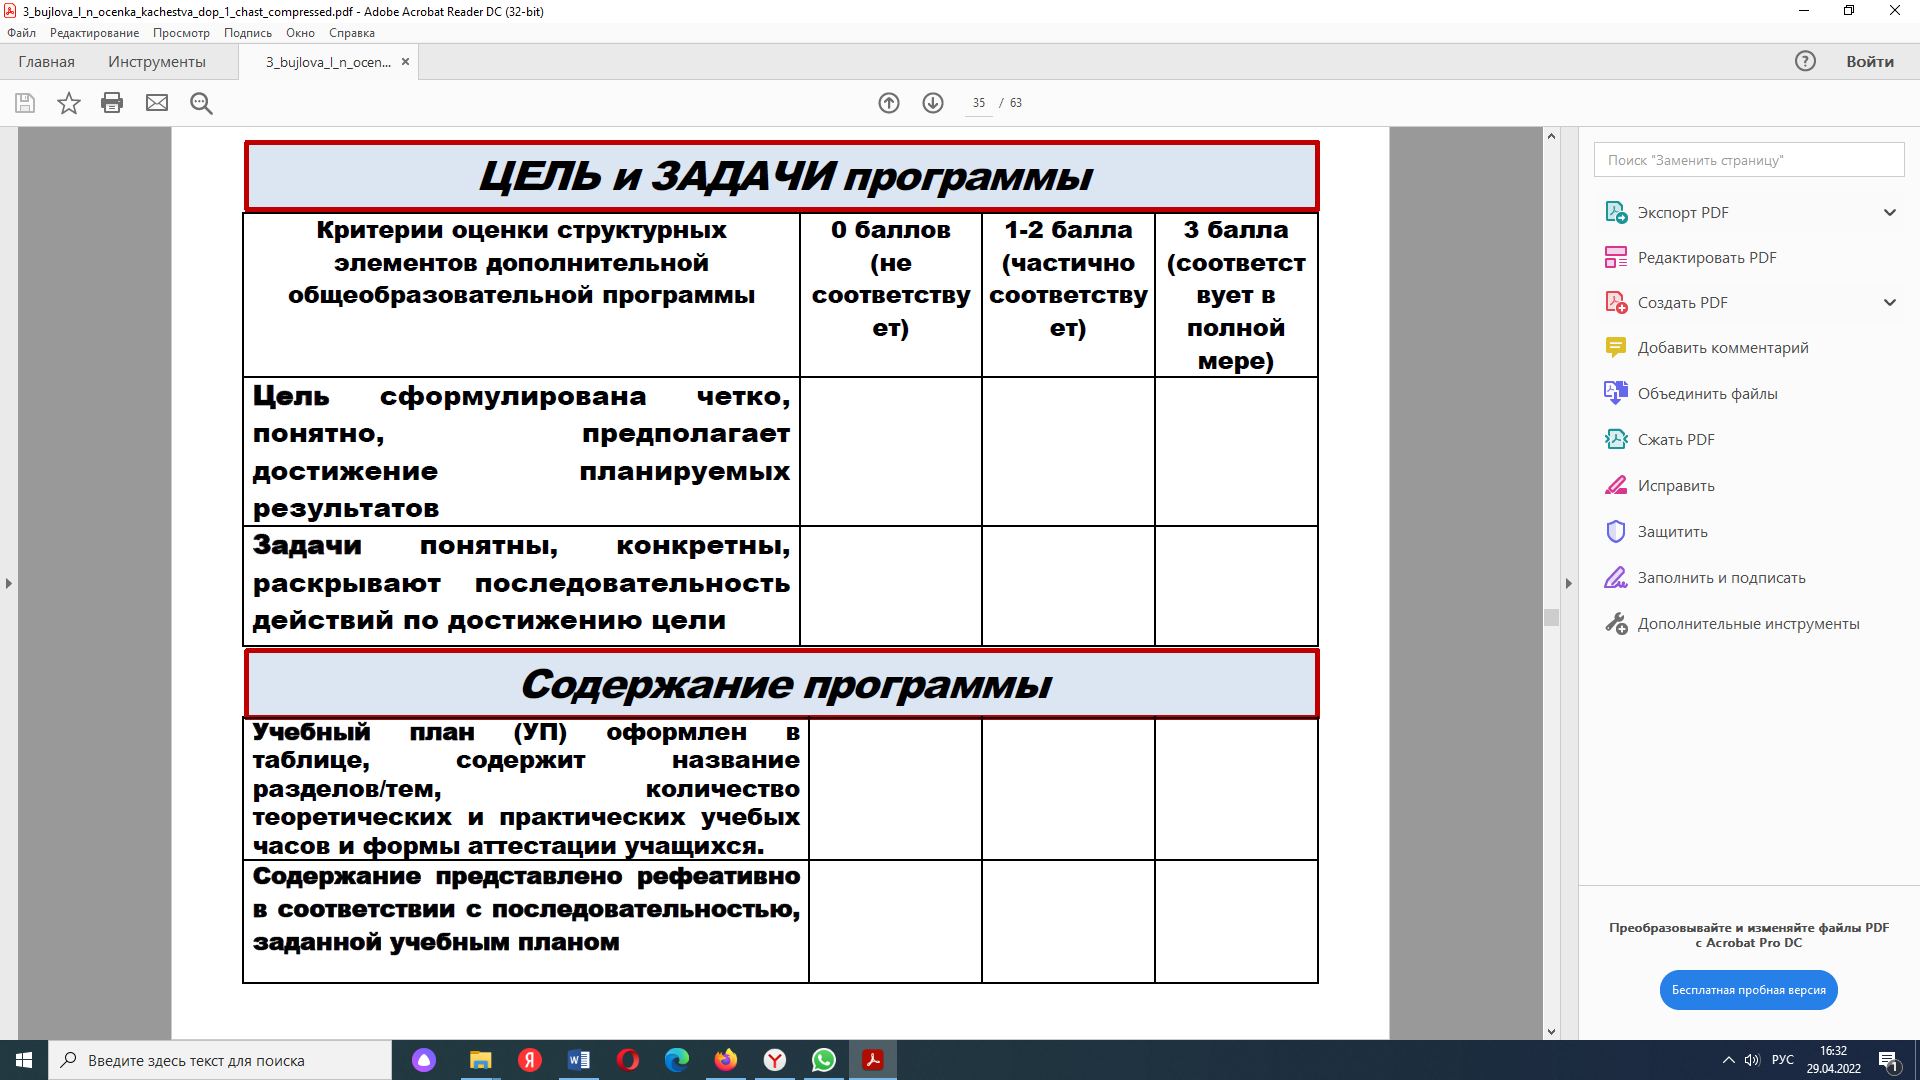 3_bujlova_l_n_ocenka_kachestva_dop_1_chast_compressed.pdf - Adobe Acrobat Reader DC (32-bit)
Файл Редактирование Просмотр Подпись Окно Справка
Главная Инструменты 3_bujlova_l_n_ocen... × Войти
35 / 63
ЦЕЛЬ и ЗАДАЧИ программы
Критерии оценки структурных
элементов дополнительной
общеобразовательной программы
0 баллов
(не
соответству
ет)
1-2 балла
(частично
соответству
ет)
3 балла
(соответст
вует в
полной
мере)
Цель сформулирована четко,
понятно, предполагает
достижение планируемых
результатов
Задачи понятны, конкретны,
раскрывают последовательность
действий по достижению цели
Содержание программы
Учебный план (УП) оформлен в
таблице, содержит название
разделов/тем, количество
теоретических и практических учебых
часов и формы аттестации учащихся.
Содержание представлено рефеативно
в соответствии с последовательностью,
заданной учебным планом
Поиск "Заменить страницу"
Экспорт PDF
Редактировать PDF
Создать PDF
Добавить комментарий
Объединить файлы
Сжать PDF
Исправить
Защитить
Заполнить и подписать
Дополнительные инструменты
Преобразовывайте и изменяйте файлы PDF
с Acrobat Pro DC
Бесплатная пробная версия
Введите здесь текст для поиска
РУС
16:32
29.04.2022
1